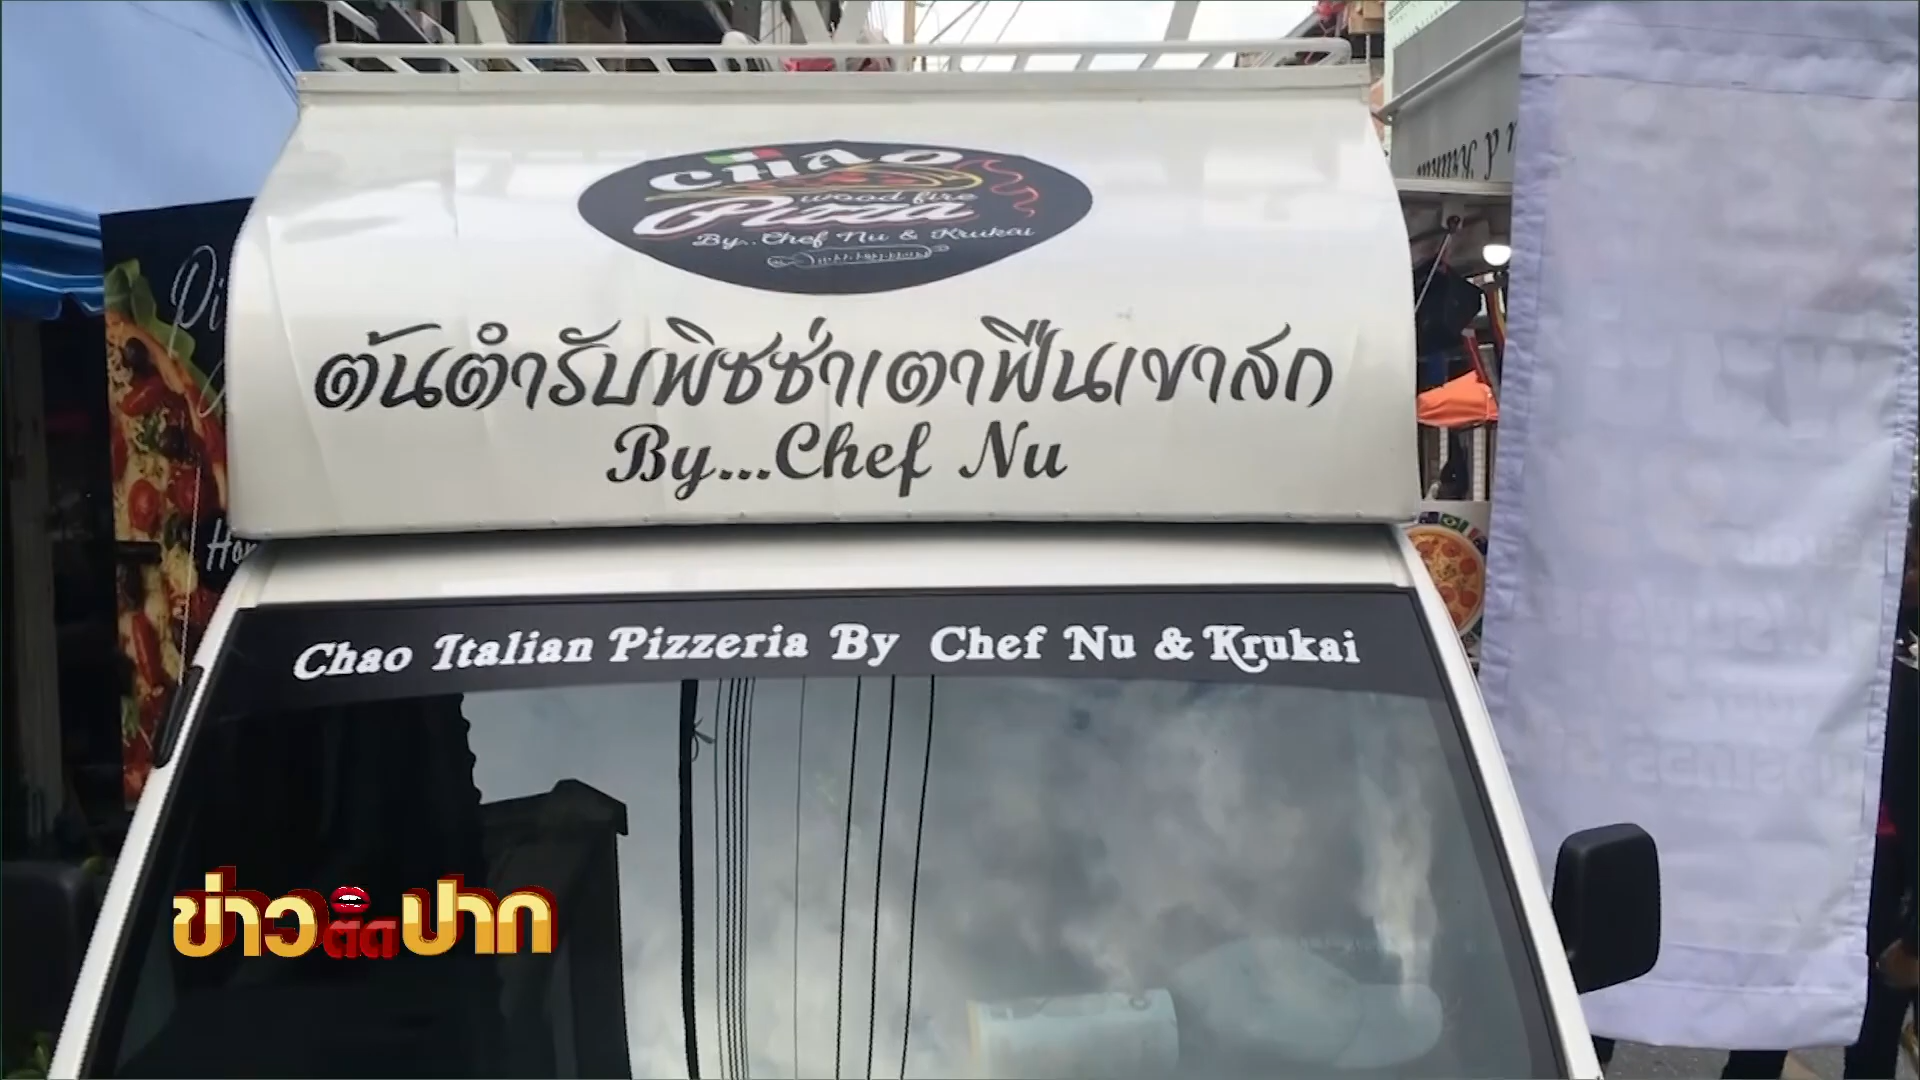 CHAO
wood fire
Pizza
By..Chef Nu & Krukai
ต้นตำรับพิซซ่าเตาฟืนเขาสก
By...Chef Nu
Chao Italian Pizzeria By Chef Nu & Krukai
ข่าวติดปาก